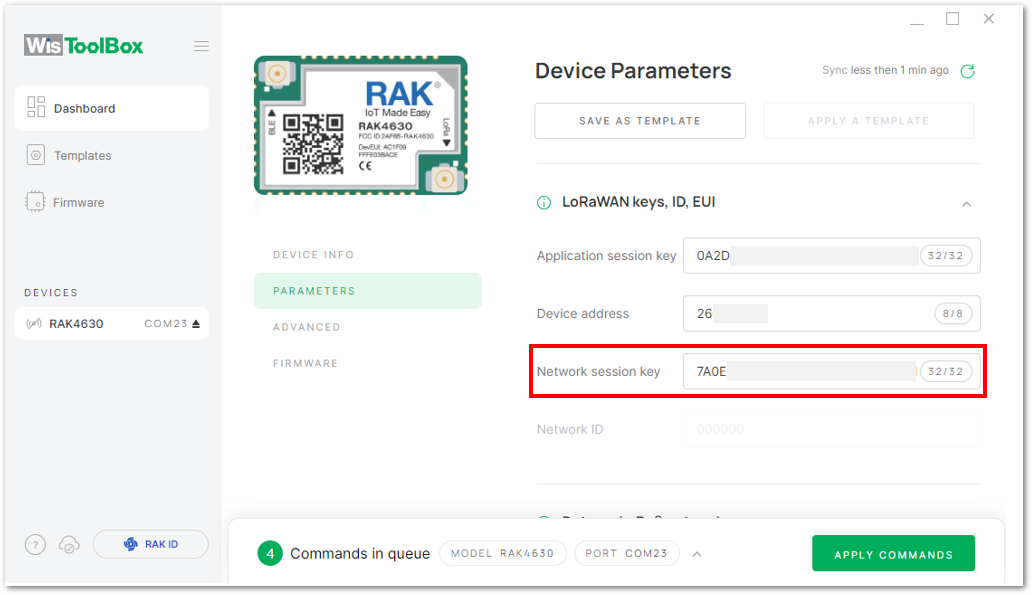 WisToolBox
Dashboard
Templates
Firmware
DEVICES
RAK4630 COM23
?
RAK ID
RAK®
IoT Made Easy
RAK4630
FCC ID:2AF6B-RAK4630
DevEUI: AC1F09
FFFE03BACE
BLE
LoRa
CE
DEVICE INFO
PARAMETERS
ADVANCED
FIRMWARE
Device Parameters
Sync less then 1 min ago
SAVE AS TEMPLATE
APPLY A TEMPLATE
LoRaWAN keys, ID, EUI
Application session key 0A2D 32/32
Device address 26 8/8
Network session key 7A0E 32/32
Network ID 000000
4 Commands in queue MODEL RAK4630 PORT COM23
APPLY COMMANDS